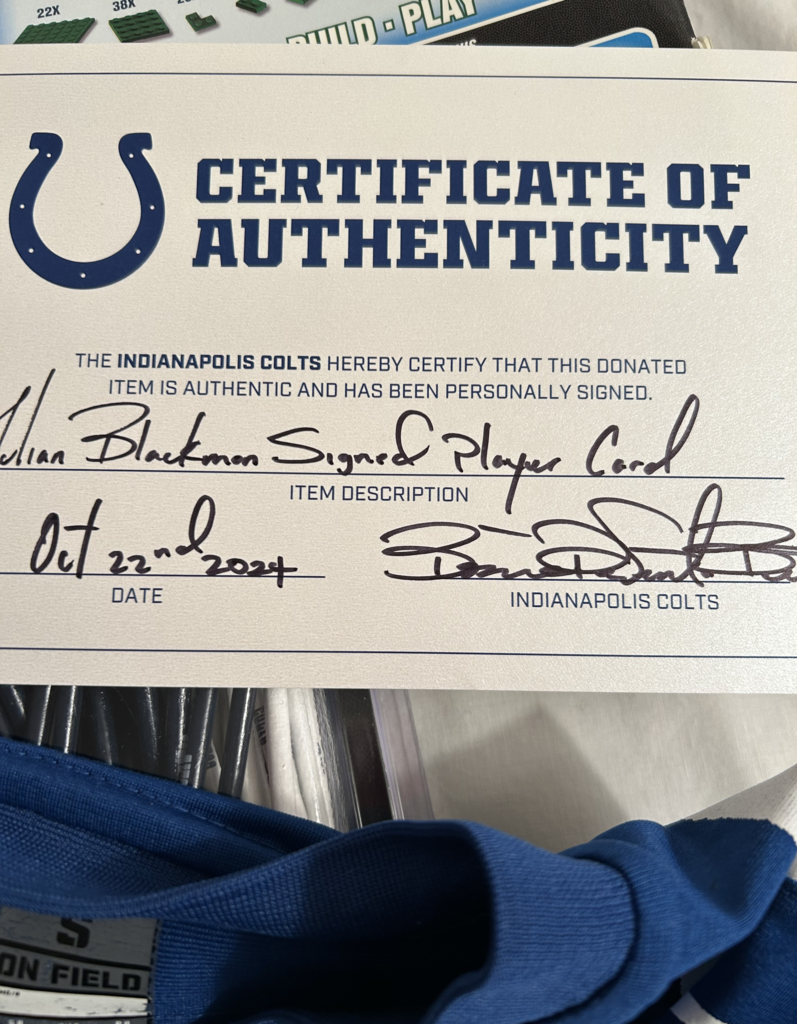 22X
38X
BUILD · PLAY
CERTIFICATE OF
AUTHENTICITY
THE INDIANAPOLIS COLTS HEREBY CERTIFY THAT THIS DONATED
ITEM IS AUTHENTIC AND HAS BEEN PERSONALLY SIGNED.
Julian Blackmon Signed Player Card
ITEM DESCRIPTION
Oct 22nd 2024
DATE
INDIANAPOLIS COLTS
S
ON FIELD